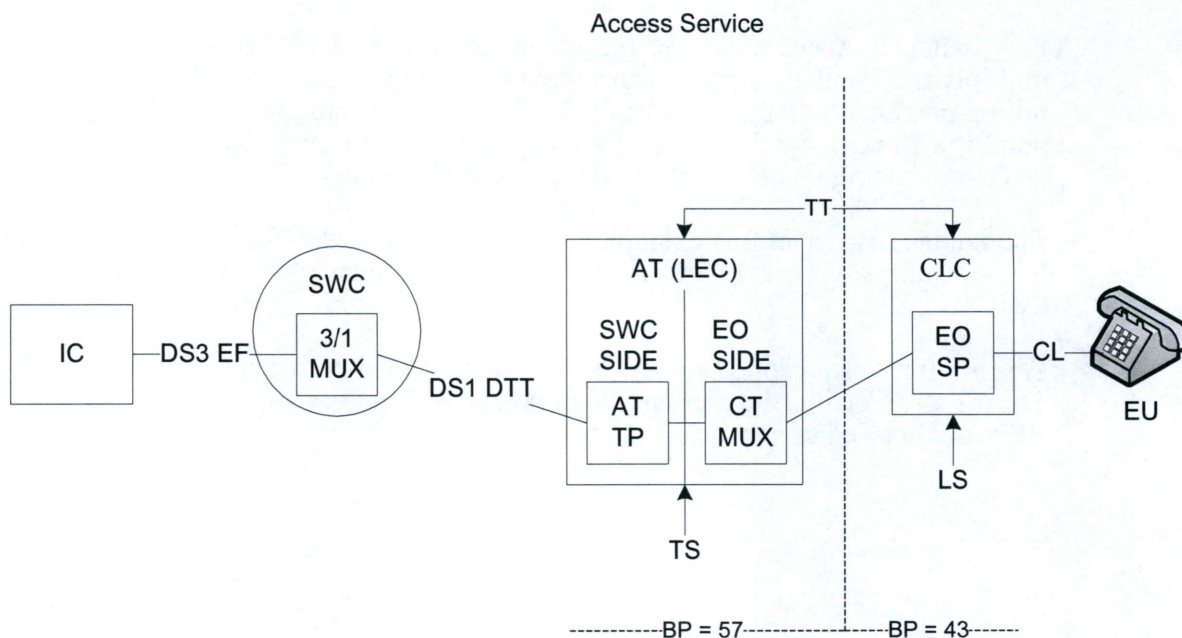 Access Service
TT
AT (LEC)
CLC
SWC
3/1
MUX
IC
DS3 EF
DS1 DTT
SWC
SIDE
EO
SIDE
AT
TP
CT
MUX
EO
SP
CL
EU
LS
TS
BP = 57
BP = 43